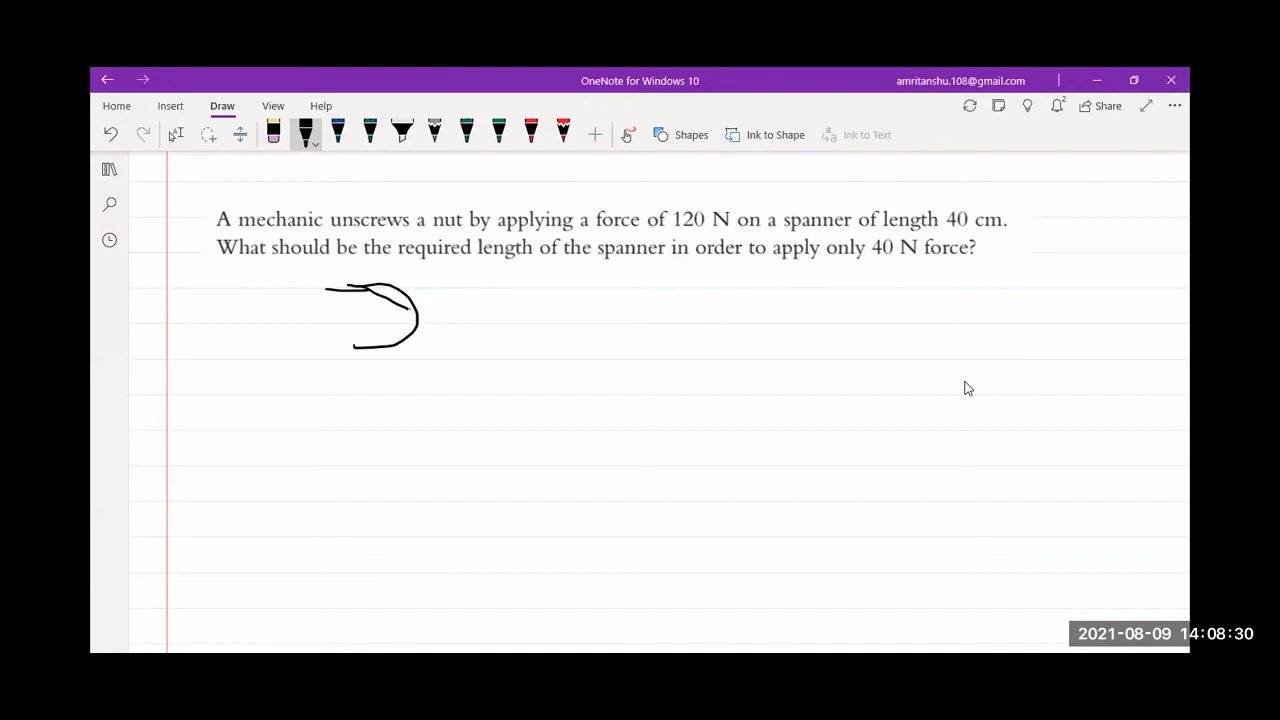 OneNote for Windows 10
amritanshu.108@gmail.com
Home Insert Draw View Help
2
Share
Shapes
Ink to Shape
Ink to Text
A mechanic unscrews a nut by applying a force of 120 N on a spanner of length 40 cm.
What should be the required length of the spanner in order to apply only 40 N force?
2021-08-09 14:08:30